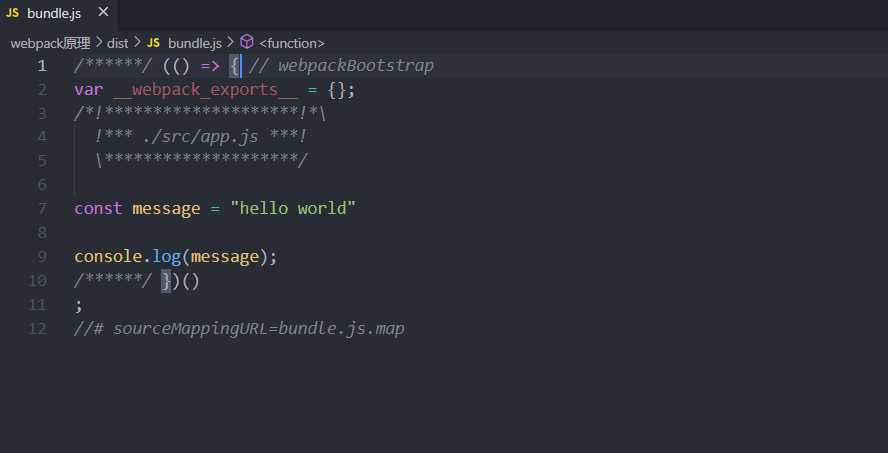 JS bundle.js ×
webpack原理 > dist > JS bundle.js > <function>
1 /******/ (() => { // webpackBootstrap
2 var __webpack_exports__ = {};
3 /*!********************!*\
4   !*** ./src/app.js ***!
5   \********************/
6
7 const message = "hello world"
8
9 console.log(message);
10 /******/ })()
11 ;
12 //# sourceMappingURL=bundle.js.map